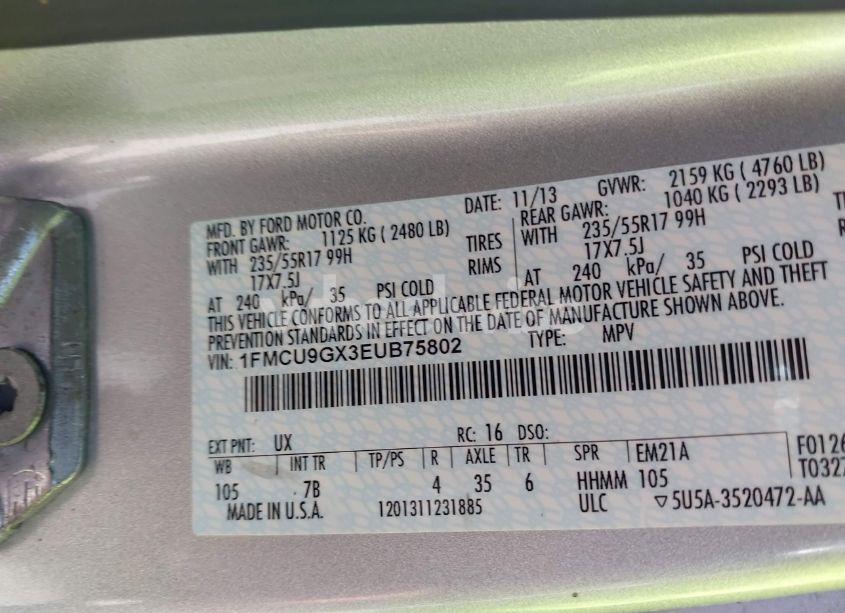 MFD. BY FORD MOTOR CO. DATE: 11/13 GVWR: 2159 KG ( 4760 LB)
FRONT GAWR: 1125 KG ( 2480 LB) REAR GAWR: 1040 KG ( 2293 LB)
WITH 235/55R17 99H TIRES WITH 235/55R17 99H
17X7.5J RIMS 17X7.5J
AT 240 kPa/ 35 PSI COLD AT 240 kPa/ 35 PSI COLD
THIS VEHICLE CONFORMS TO ALL APPLICABLE FEDERAL MOTOR VEHICLE SAFETY AND THEFT
PREVENTION STANDARDS IN EFFECT ON THE DATE OF MANUFACTURE SHOWN ABOVE.
VIN: 1FMCU9GX3EUB75802 TYPE: MPV
EXT PNT: UX RC: 16 DSO:
WB INT TR TP/PS R AXLE TR SPR EM21A
105 7B 4 35 6 HHMM 105
MADE IN U.S.A. 1201311231885 ULC ▽5U5A-3520472-AA